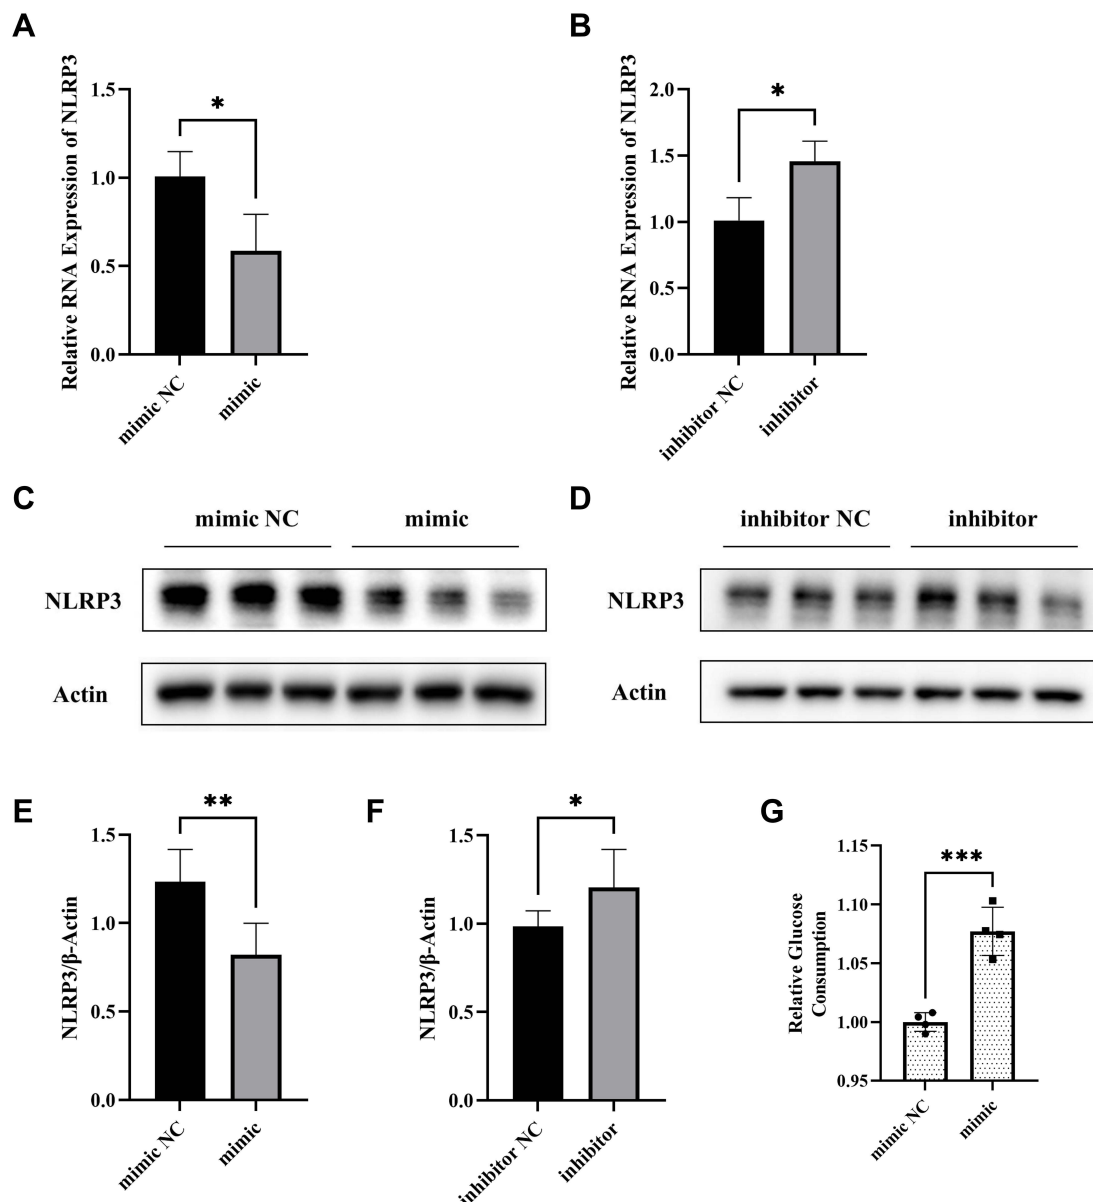 A
Relative RNA Expression of NLRP3
1.5
1.0
0.5
0.0
*
mimic NC
mimic
B
Relative RNA Expression of NLRP3
2.0
1.5
1.0
0.5
0.0
*
inhibitor NC
inhibitor
C
mimic NC
mimic
NLRP3
Actin
D
inhibitor NC
inhibitor
NLRP3
Actin
E
NLRP3/β-Actin
1.5
1.0
0.5
0.0
**
mimic NC
mimic
F
NLRP3/β-Actin
1.5
1.0
0.5
0.0
*
inhibitor NC
inhibitor
G
Relative Glucose
Consumption
1.15
1.10
1.05
1.00
0.95
***
mimic NC
mimic